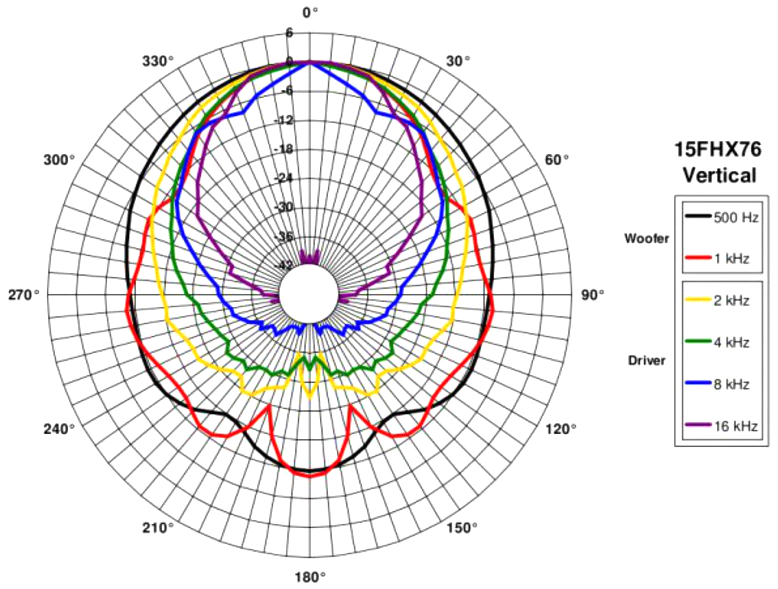 0°
6
330°
30°
0
-6
-12
15FHX76
Vertical
300°
60°
-18
-24
-30
500 Hz
Woofer
-36
1 kHz
-42
270°
90°
2 kHz
4 kHz
Driver
8 kHz
240°
120°
16 kHz
210°
150°
180°